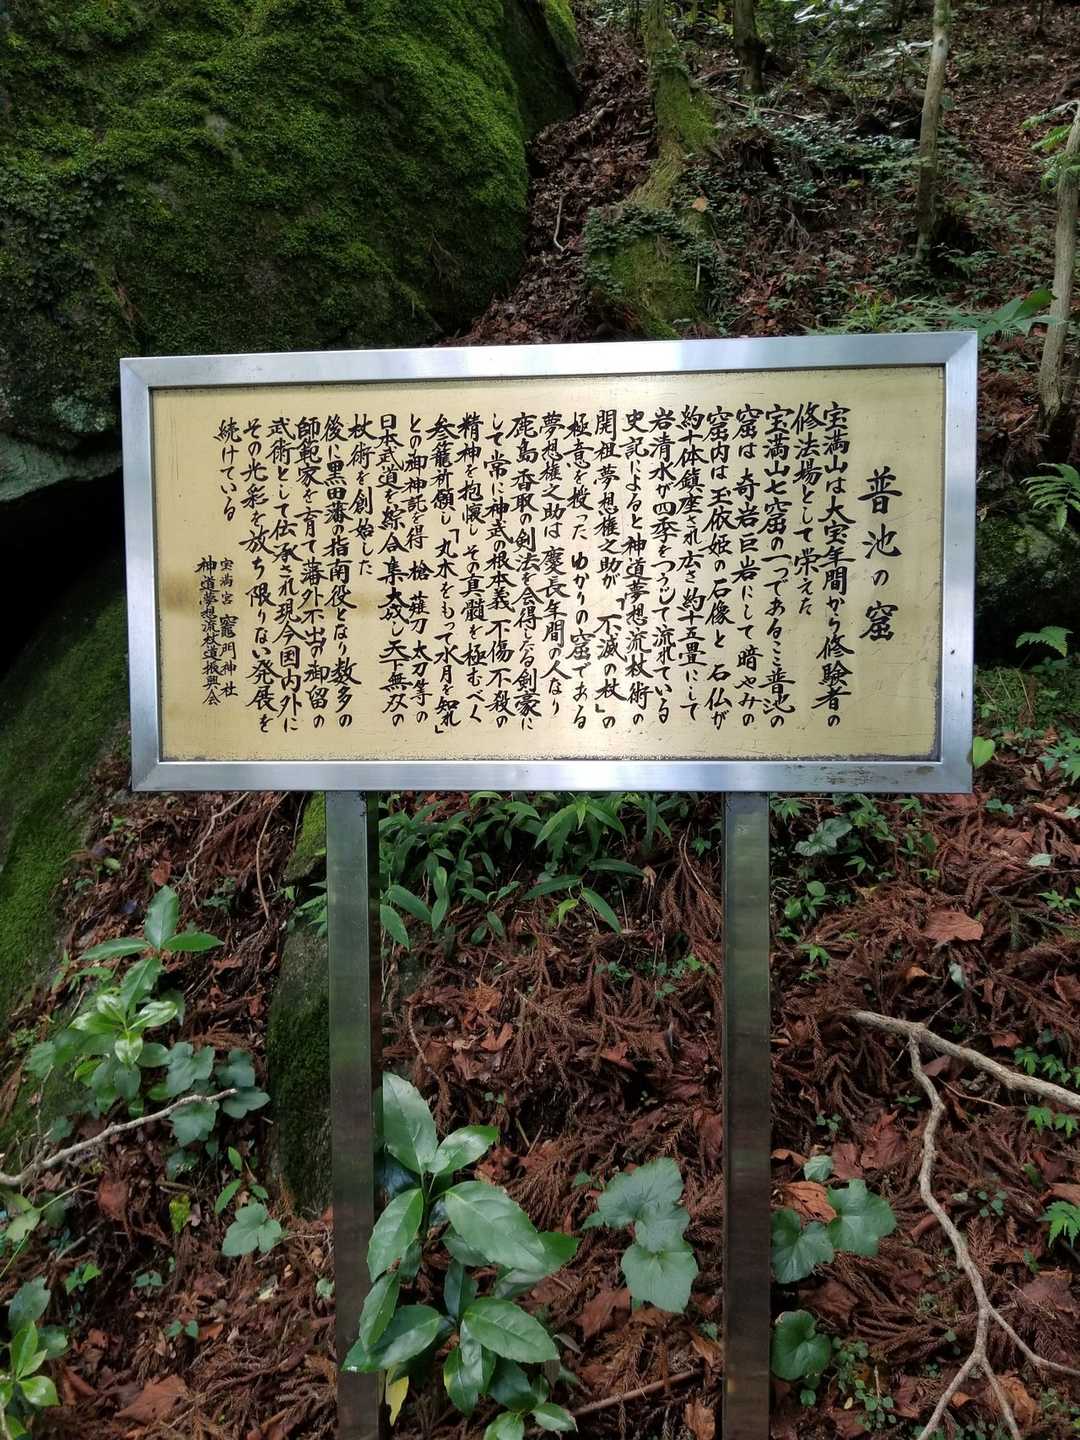 普池の窟
宝満山は大宝年間から修験者の
修法場として栄えた
宝満山七窟の一つであるここ普池の
窟は 奇岩巨岩にして暗やみの
窟内は玉依姫の石像と 石仏が
約十体鎮座され広さ約十五畳にして
岩清水が四季をつうじて流れている
史記によると神道夢想流杖術の
開祖夢想権之助が 「不滅の杖」の
極意を授った ゆかりの窟である
夢想権之助は 慶長年間の人なり
鹿島香取の剣法を会得したる剣豪に
して常に神武の根本義 不傷不殺の
精神を抱懐し その真髄を極むべく
参籠祈願し 「丸木をもって水月を知れ」
との御神託を得 槍 薙刀 太刀等の
日本武道を綜合集大成し天下無双の
杖術を創始した
後に黒田藩の指南役となり数多の
師範家を育て藩外不出の御留の
武術として伝承され現今国内外に
その光彩を放ち限りない発展を
続けている
宝満宮 竈門神社
神道夢想流杖道振興会